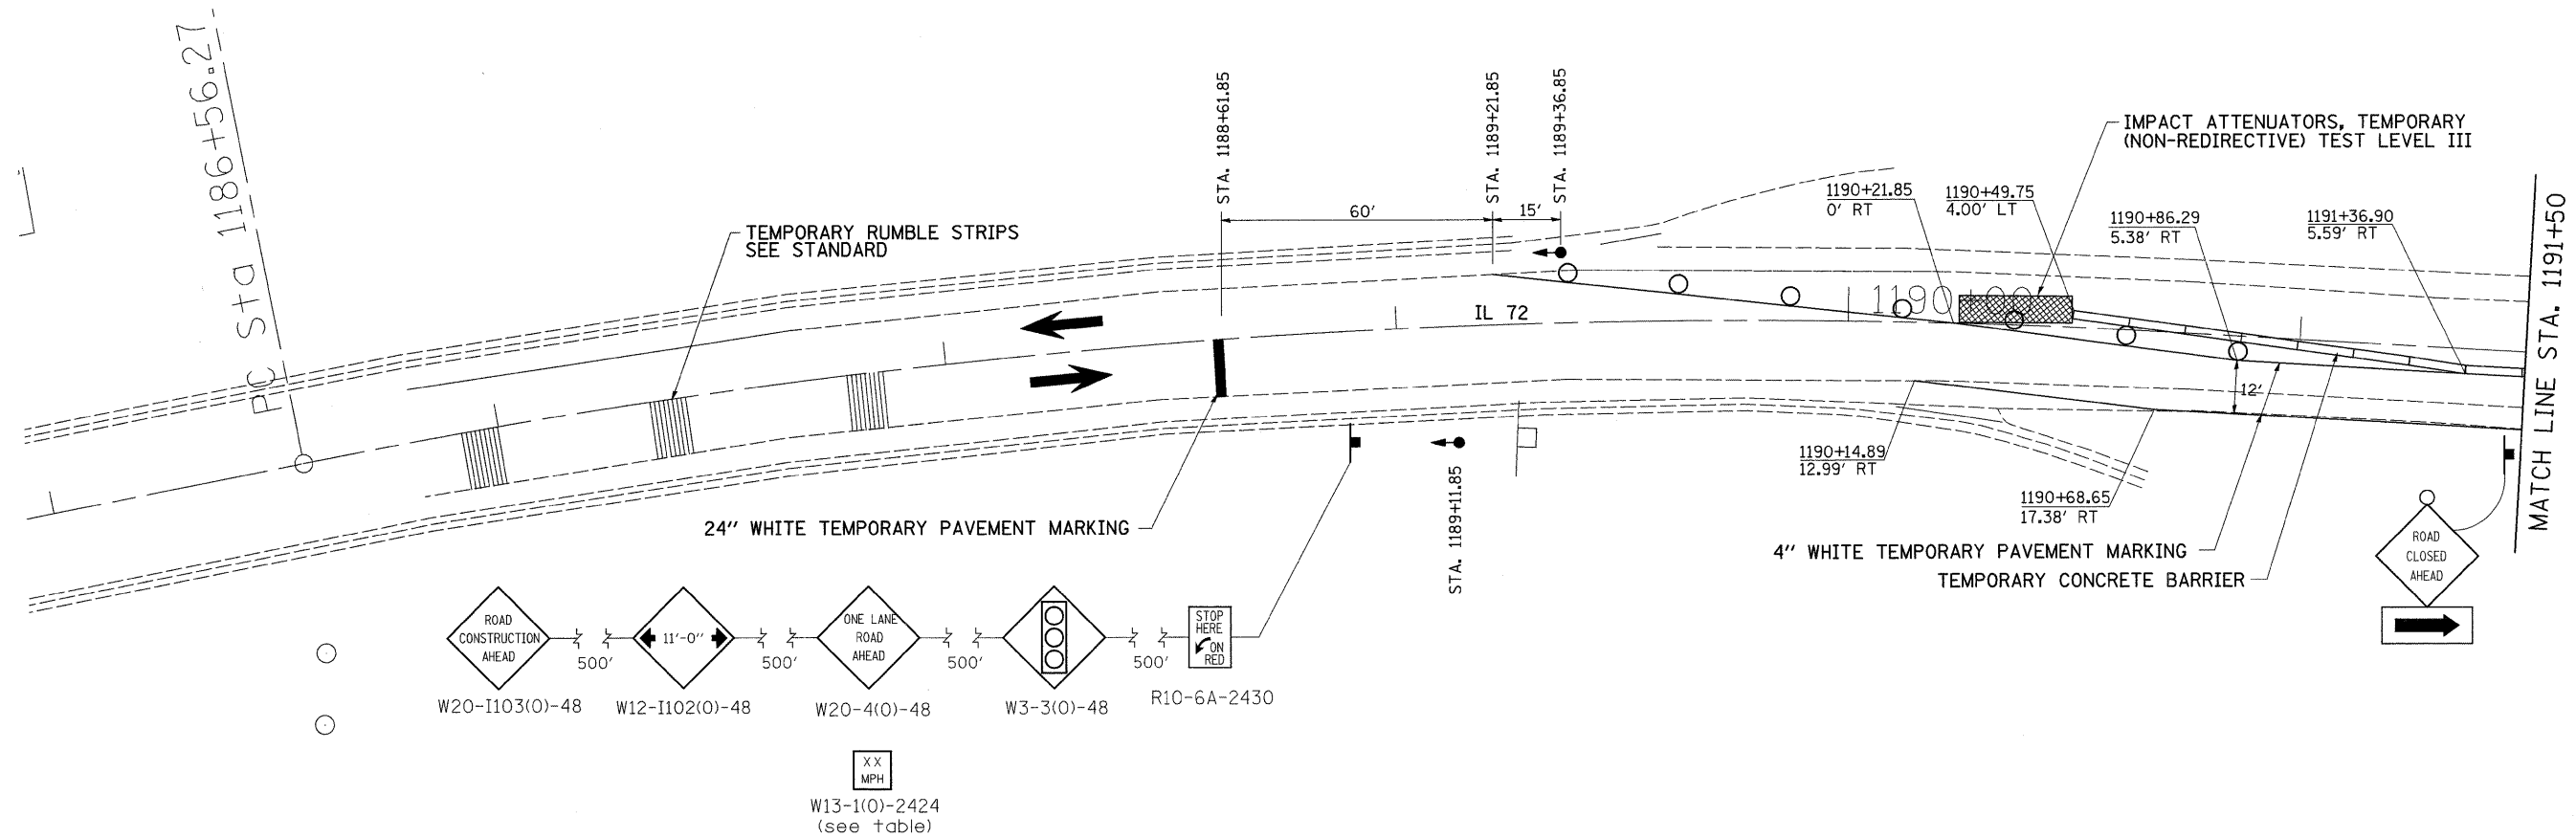 PC Sta 1186+56.27
STA. 1188+61.85
STA. 1189+21.85
STA. 1189+36.85
60'
15'
IMPACT ATTENUATORS, TEMPORARY
(NON-REDIRECTIVE) TEST LEVEL III
1190+21.85
0' RT
1190+49.75
4.00' LT
1190+86.29
5.38' RT
1191+36.90
5.59' RT
MATCH LINE STA. 1191+50
TEMPORARY RUMBLE STRIPS
SEE STANDARD
IL 72
1190+00
12'
1190+14.89
12.99' RT
1190+68.65
17.38' RT
STA. 1189+11.85
24" WHITE TEMPORARY PAVEMENT MARKING
4" WHITE TEMPORARY PAVEMENT MARKING
TEMPORARY CONCRETE BARRIER
ROAD
CLOSED
AHEAD
ROAD
CONSTRUCTION
AHEAD
500'
11'-0"
500'
ONE LANE
ROAD
AHEAD
500'
500'
STOP
HERE
ON
RED
W20-I103(O)-48
W12-I102(O)-48
W20-4(O)-48
W3-3(O)-48
R10-6A-2430
XX
MPH
W13-1(O)-2424
(see table)